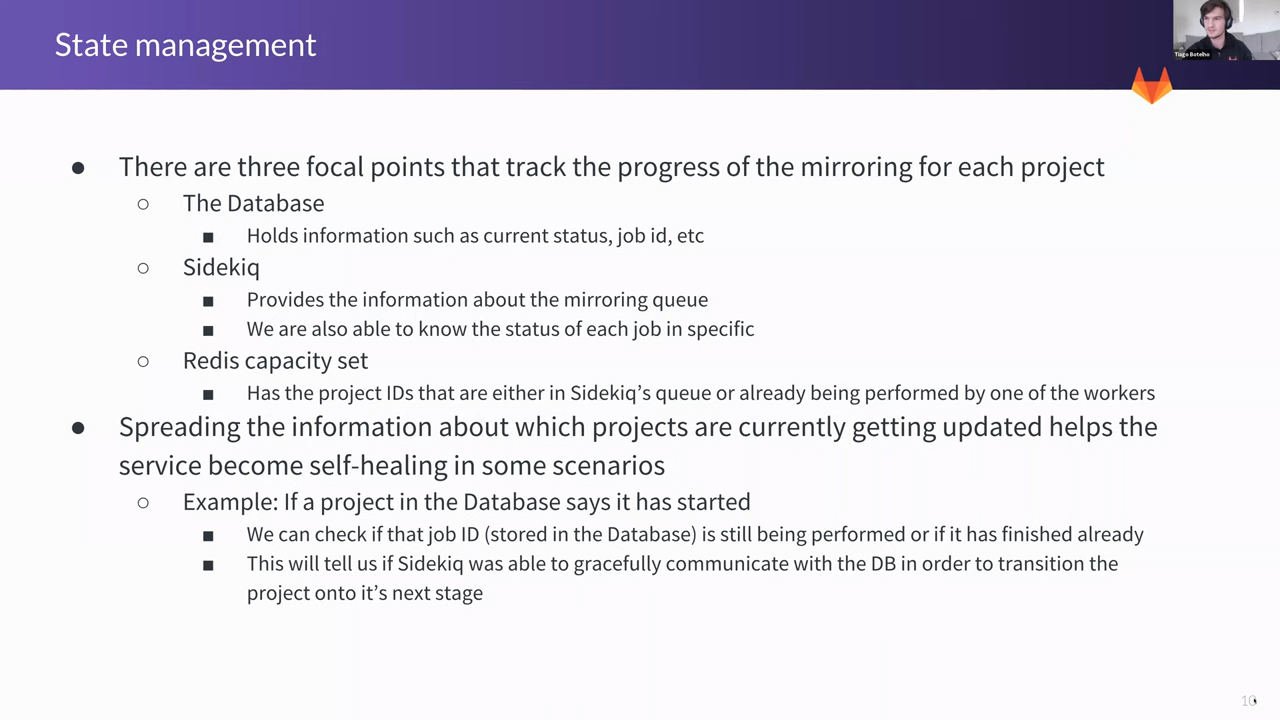 State management
Tiago Botelho
● There are three focal points that track the progress of the mirroring for each project
○ The Database
■ Holds information such as current status, job id, etc
○ Sidekiq
■ Provides the information about the mirroring queue
■ We are also able to know the status of each job in specific
○ Redis capacity set
■ Has the project IDs that are either in Sidekiq’s queue or already being performed by one of the workers
● Spreading the information about which projects are currently getting updated helps the
service become self-healing in some scenarios
○ Example: If a project in the Database says it has started
■ We can check if that job ID (stored in the Database) is still being performed or if it has finished already
■ This will tell us if Sidekiq was able to gracefully communicate with the DB in order to transition the
project onto it’s next stage
10